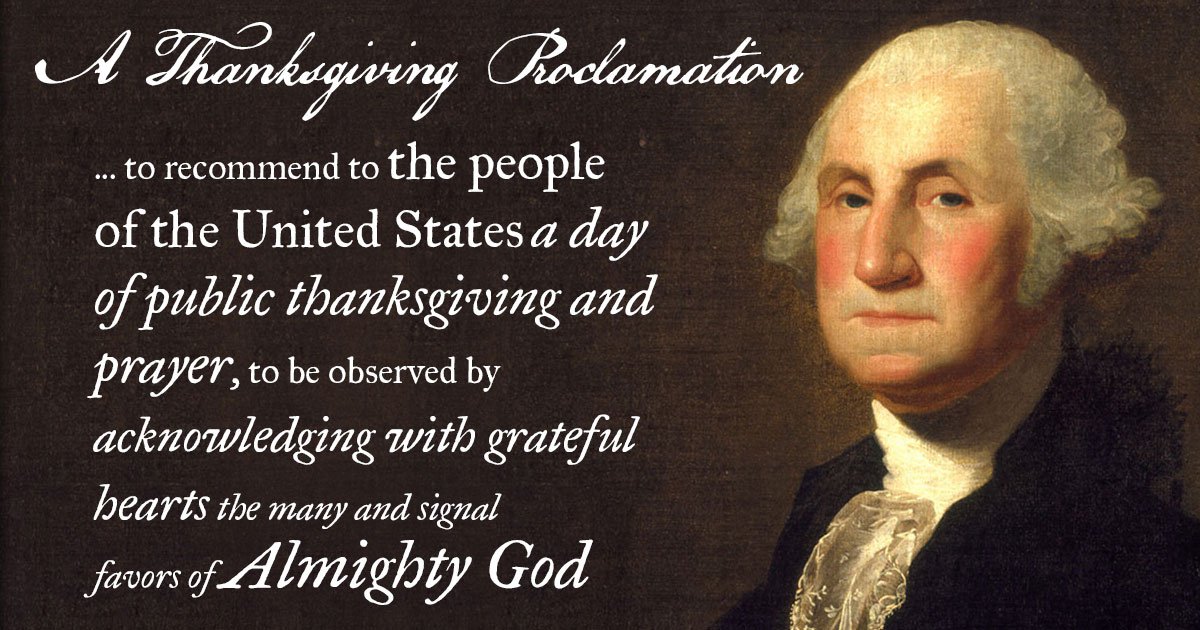 A Thanksgiving Proclamation
... to recommend to the people
of the United States a day
of public thanksgiving and
prayer, to be observed by
acknowledging with grateful
hearts the many and signal
favors of Almighty God